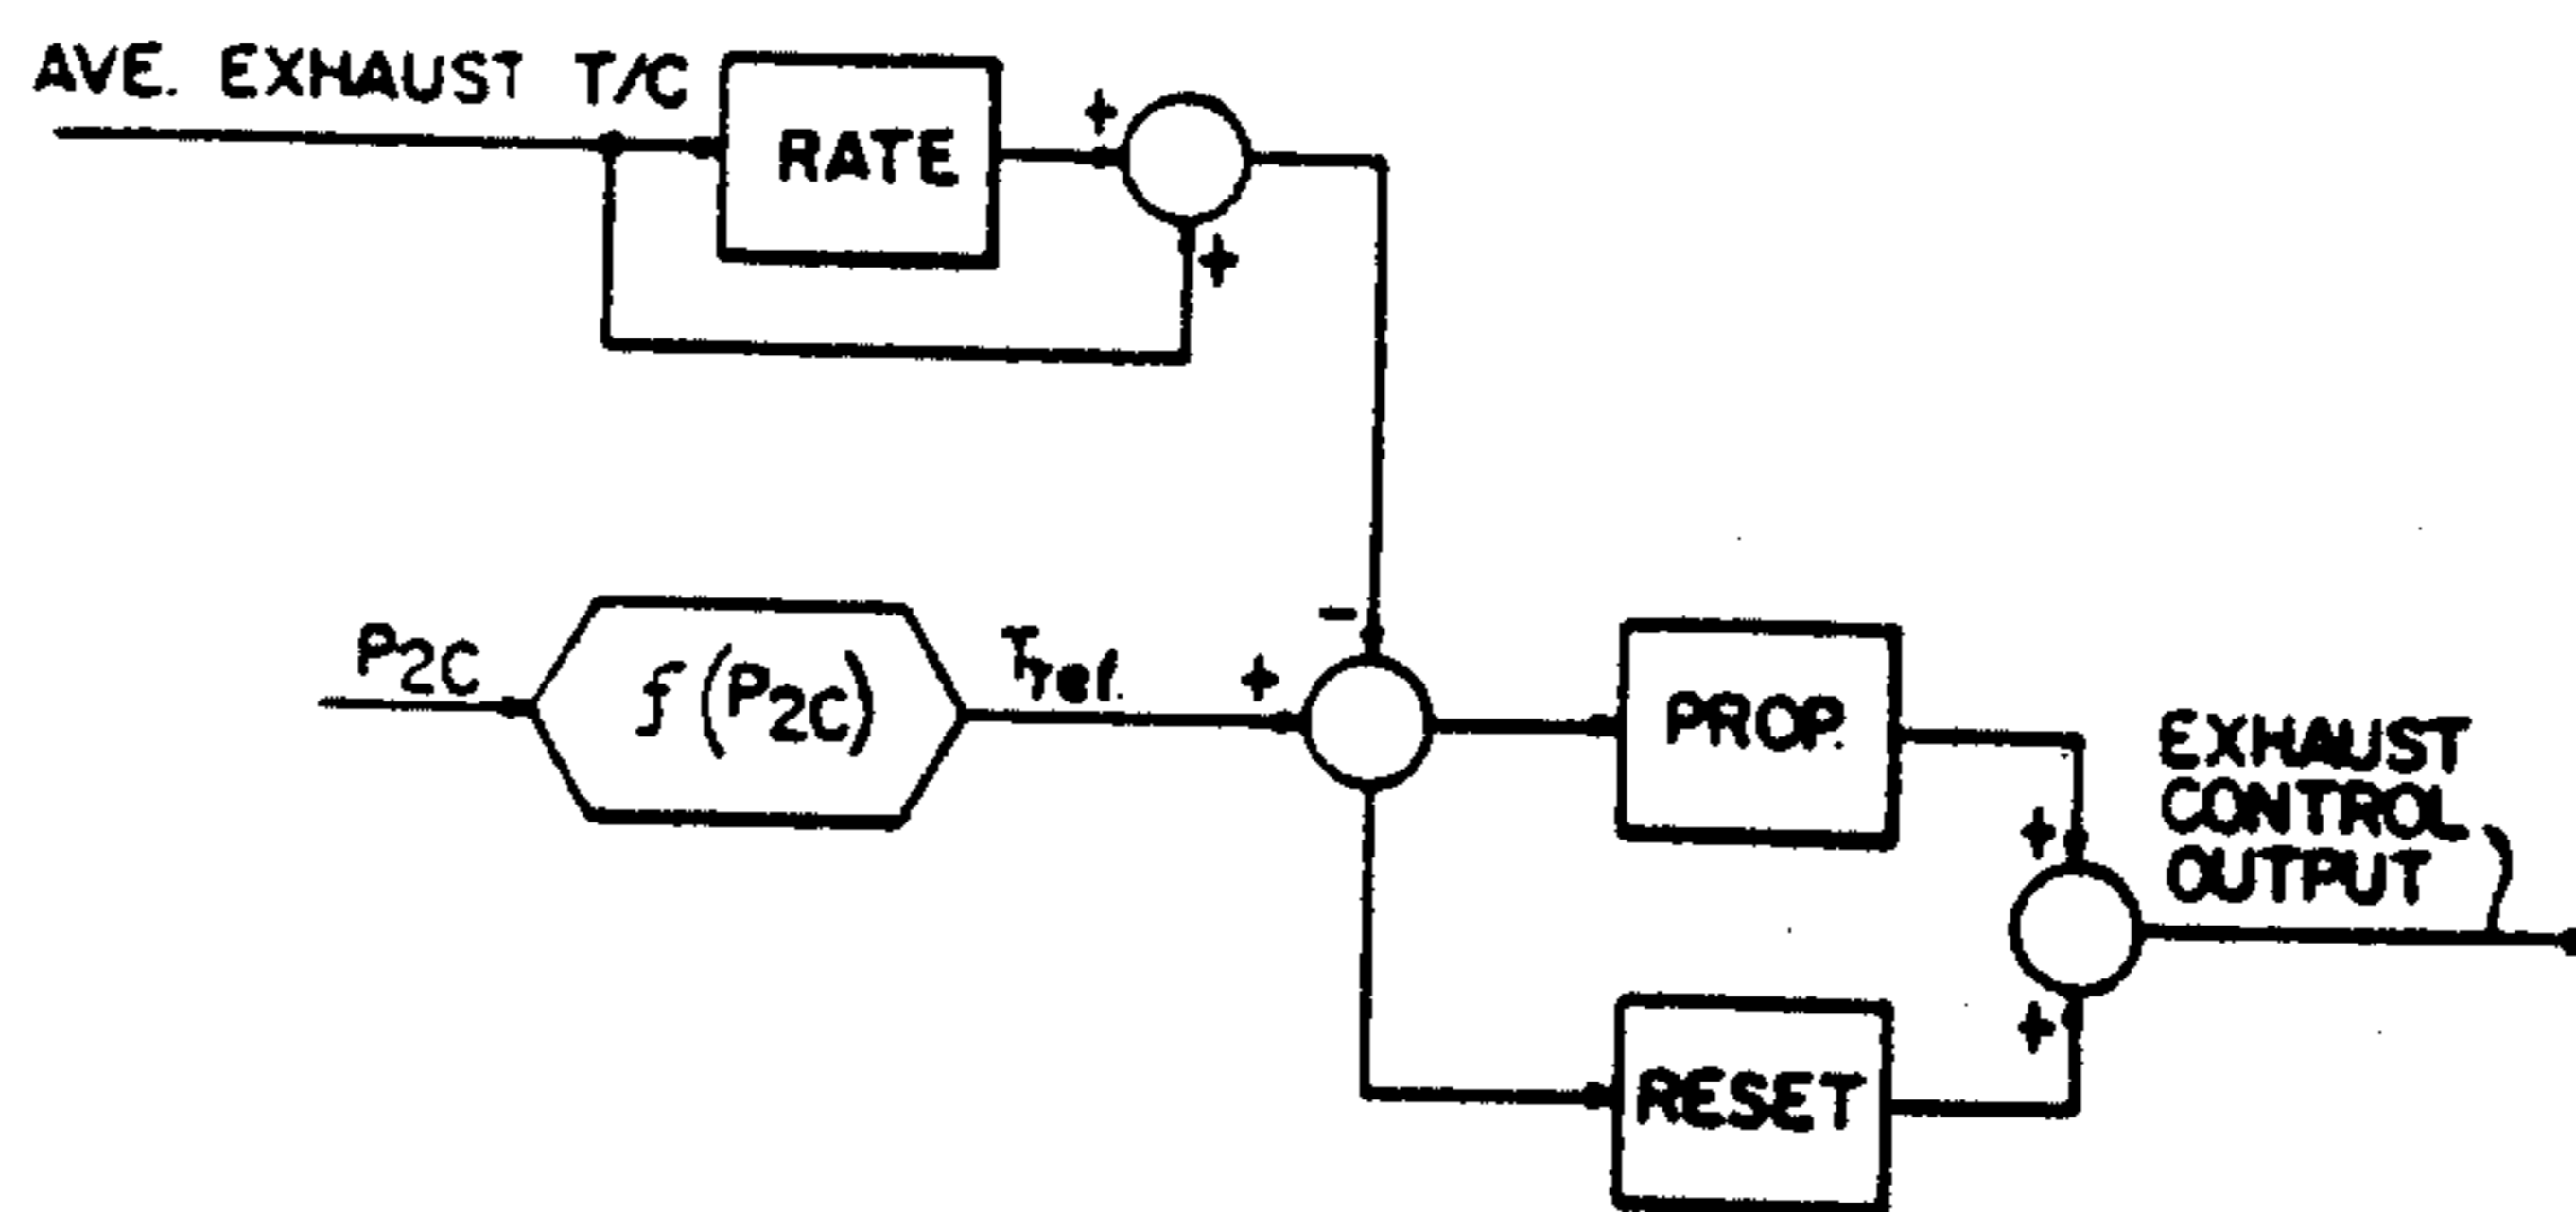 AVE. EXHAUST T/C
RATE
+
+
P2C
f(P2C)
Tref.
+
-
PROP.
+
EXHAUST
CONTROL
OUTPUT
+
RESET